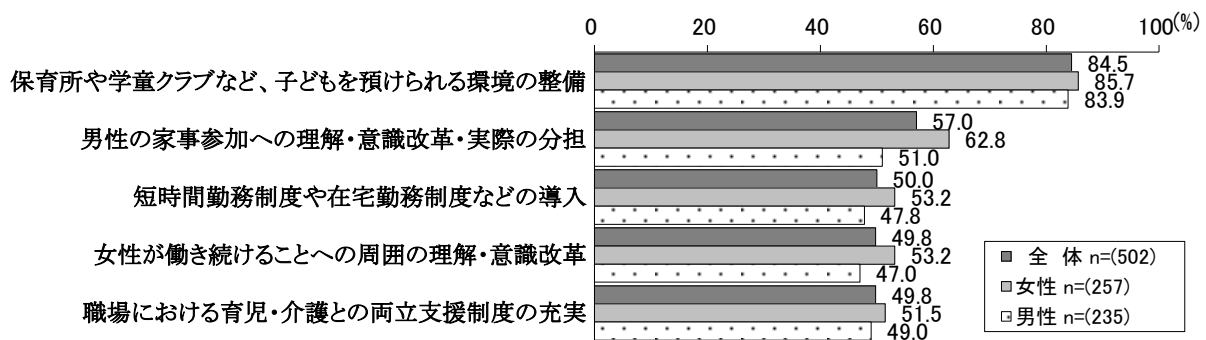 0 20 40 60 80 100(%)
保育所や学童クラブなど、子どもを預けられる環境の整備
84.5
85.7
83.9
男性の家事参加への理解・意識改革・実際の分担
57.0
62.8
51.0
短時間勤務制度や在宅勤務制度などの導入
50.0
53.2
47.8
女性が働き続けることへの周囲の理解・意識改革
49.8
53.2
47.0
職場における育児・介護との両立支援制度の充実
49.8
51.5
49.0
全 体 n=(502)
女性 n=(257)
男性 n=(235)